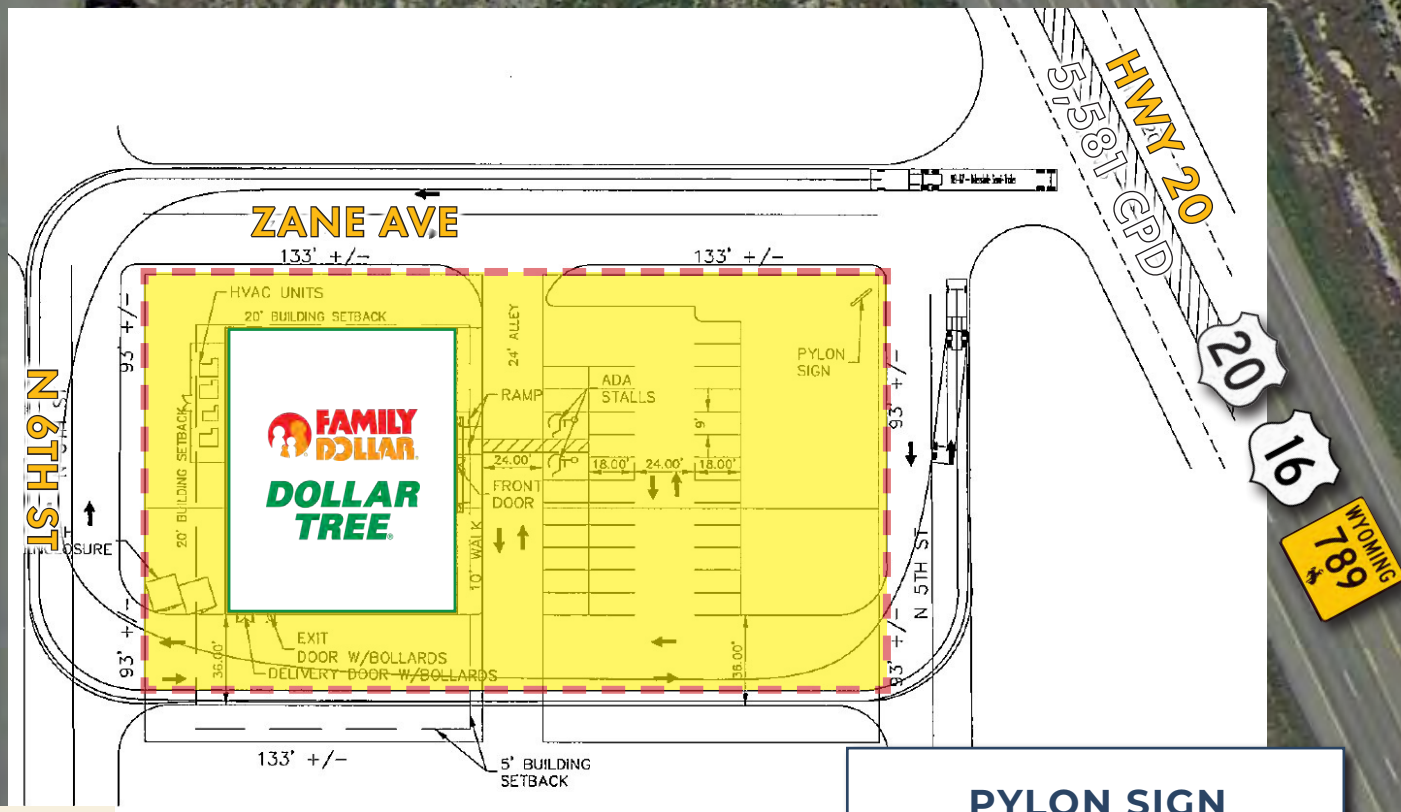 HWY 20
5,581 CPD
ZANE AVE
133' +/-
133' +/-
HVAC UNITS
20' BUILDING SETBACK
24' ALLEY
93' +/-
93' +/-
PYLON
SIGN
ADA
STALLS
RAMP
9'
20
16
WYOMING
789
N 6TH ST
20' BUILDING SETBACK
FAMILY
DOLLAR
DOLLAR
TREE
24.00'
18.00'
24.00'
18.00'
FRONT
DOOR
10' WALK
OSURE
N 5TH ST
93' +/-
93' +/-
EXIT
DOOR W/BOLLARDS
DELIVERY DOOR W/BOLLARDS
36.00'
133' +/-
5' BUILDING
SETBACK
PYLON SIGN